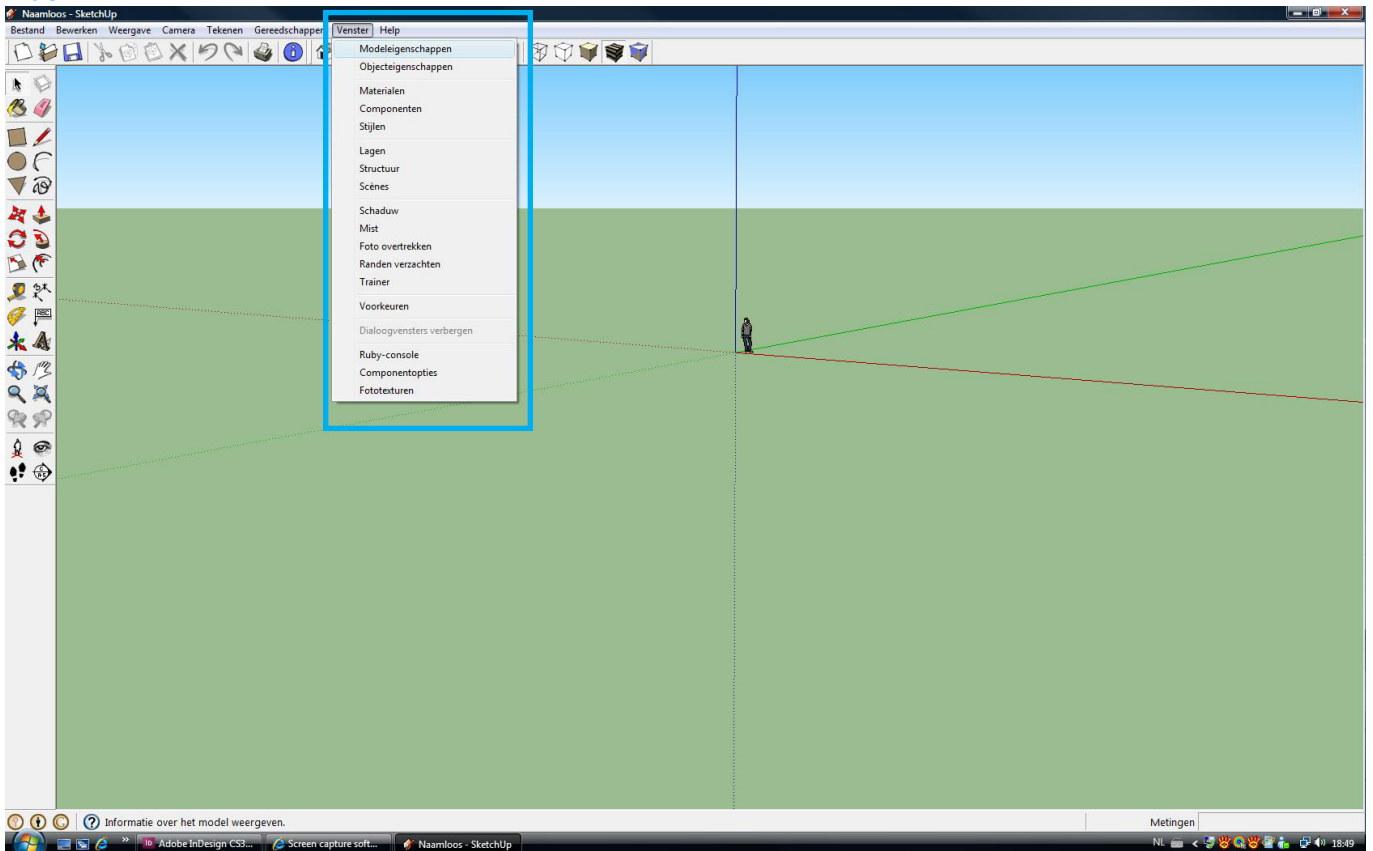 Naamloos - SketchUp
Bestand Bewerken Weergave Camera Tekenen Gereedschappen Venster Help
Modeleigenschappen
Objecteigenschappen
Materialen
Componenten
Stijlen
Lagen
Structuur
Scènes
Schaduw
Mist
Foto overtrekken
Randen verzachten
Trainer
Voorkeuren
Dialoogvensters verbergen
Ruby-console
Componentopties
Fototexturen
ABC
Informatie over het model weergeven.
Metingen
Adobe InDesign CS3...
Screen capture soft...
Naamloos - SketchUp
NL
18:49